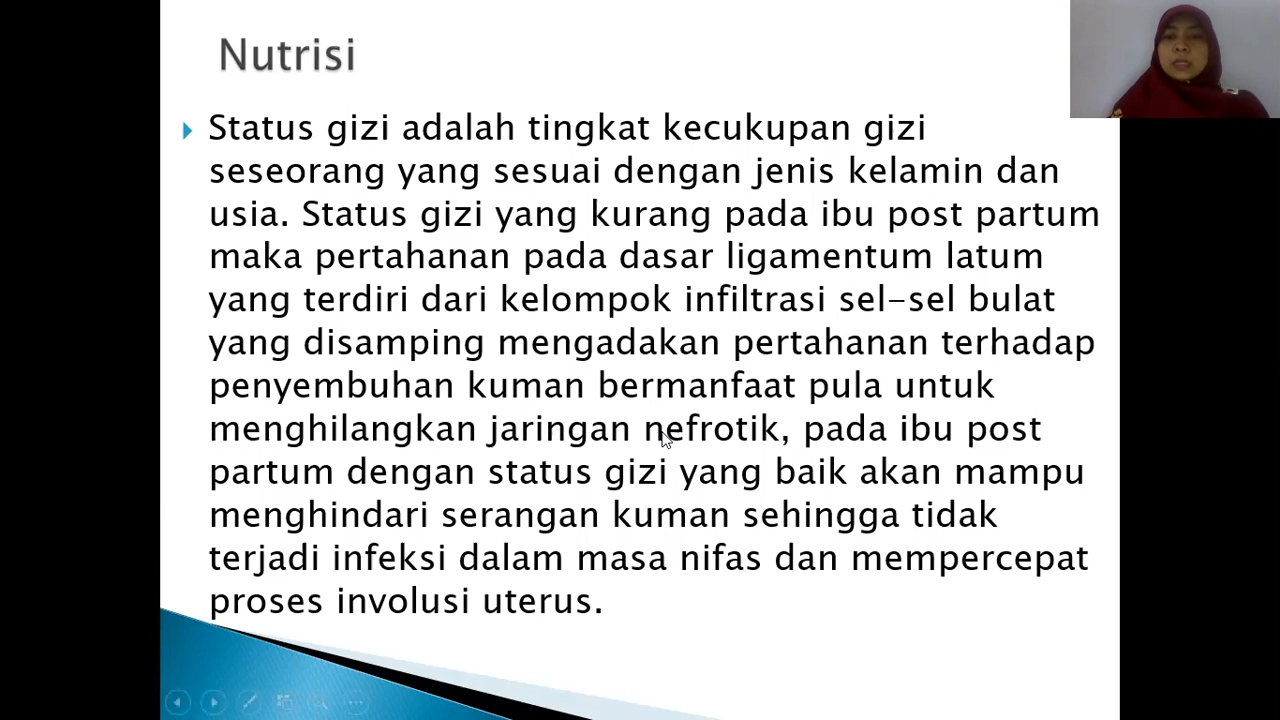 Nutrisi
Status gizi adalah tingkat kecukupan gizi
seseorang yang sesuai dengan jenis kelamin dan
usia. Status gizi yang kurang pada ibu post partum
maka pertahanan pada dasar ligamentum latum
yang terdiri dari kelompok infiltrasi sel-sel bulat
yang disamping mengadakan pertahanan terhadap
penyembuhan kuman bermanfaat pula untuk
menghilangkan jaringan nefrotik, pada ibu post
partum dengan status gizi yang baik akan mampu
menghindari serangan kuman sehingga tidak
terjadi infeksi dalam masa nifas dan mempercepat
proses involusi uterus.